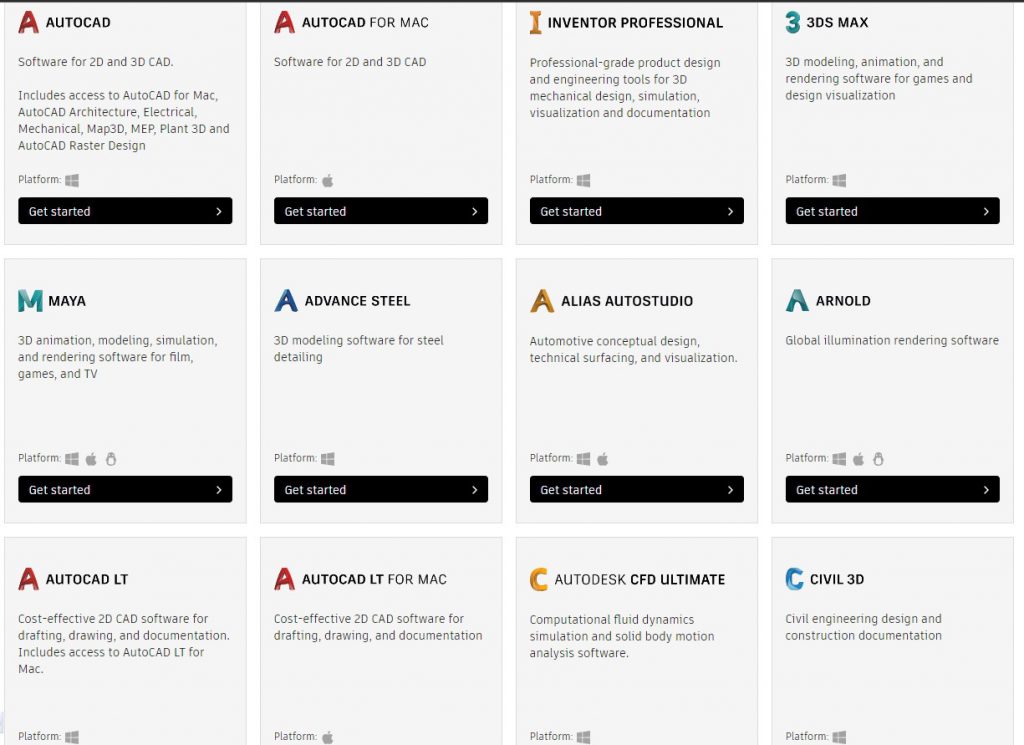 AUTOCAD
Software for 2D and 3D CAD.
Includes access to AutoCAD for Mac,
AutoCAD Architecture, Electrical,
Mechanical, Map3D, MEP, Plant 3D and
AutoCAD Raster Design
Platform:
Get started
AUTOCAD FOR MAC
Software for 2D and 3D CAD
Platform:
Get started
INVENTOR PROFESSIONAL
Professional-grade product design
and engineering tools for 3D
mechanical design, simulation,
visualization and documentation
Platform:
Get started
3DS MAX
3D modeling, animation, and
rendering software for games and
design visualization
Platform:
Get started
MAYA
3D animation, modeling, simulation,
and rendering software for film,
games, and TV
Platform:
Get started
ADVANCE STEEL
3D modeling software for steel
detailing
Platform:
Get started
ALIAS AUTOSTUDIO
Automotive conceptual design,
technical surfacing, and visualization.
Platform:
Get started
ARNOLD
Global illumination rendering software
Platform:
Get started
AUTOCAD LT
Cost-effective 2D CAD software for
drafting, drawing, and documentation.
Includes access to AutoCAD LT for
Mac.
Platform:
AUTOCAD LT FOR MAC
Cost-effective 2D CAD software for
drafting, drawing, and documentation
Platform:
AUTODESK CFD ULTIMATE
Computational fluid dynamics
simulation and solid body motion
analysis software.
Platform:
CIVIL 3D
Civil engineering design and
construction documentation
Platform: